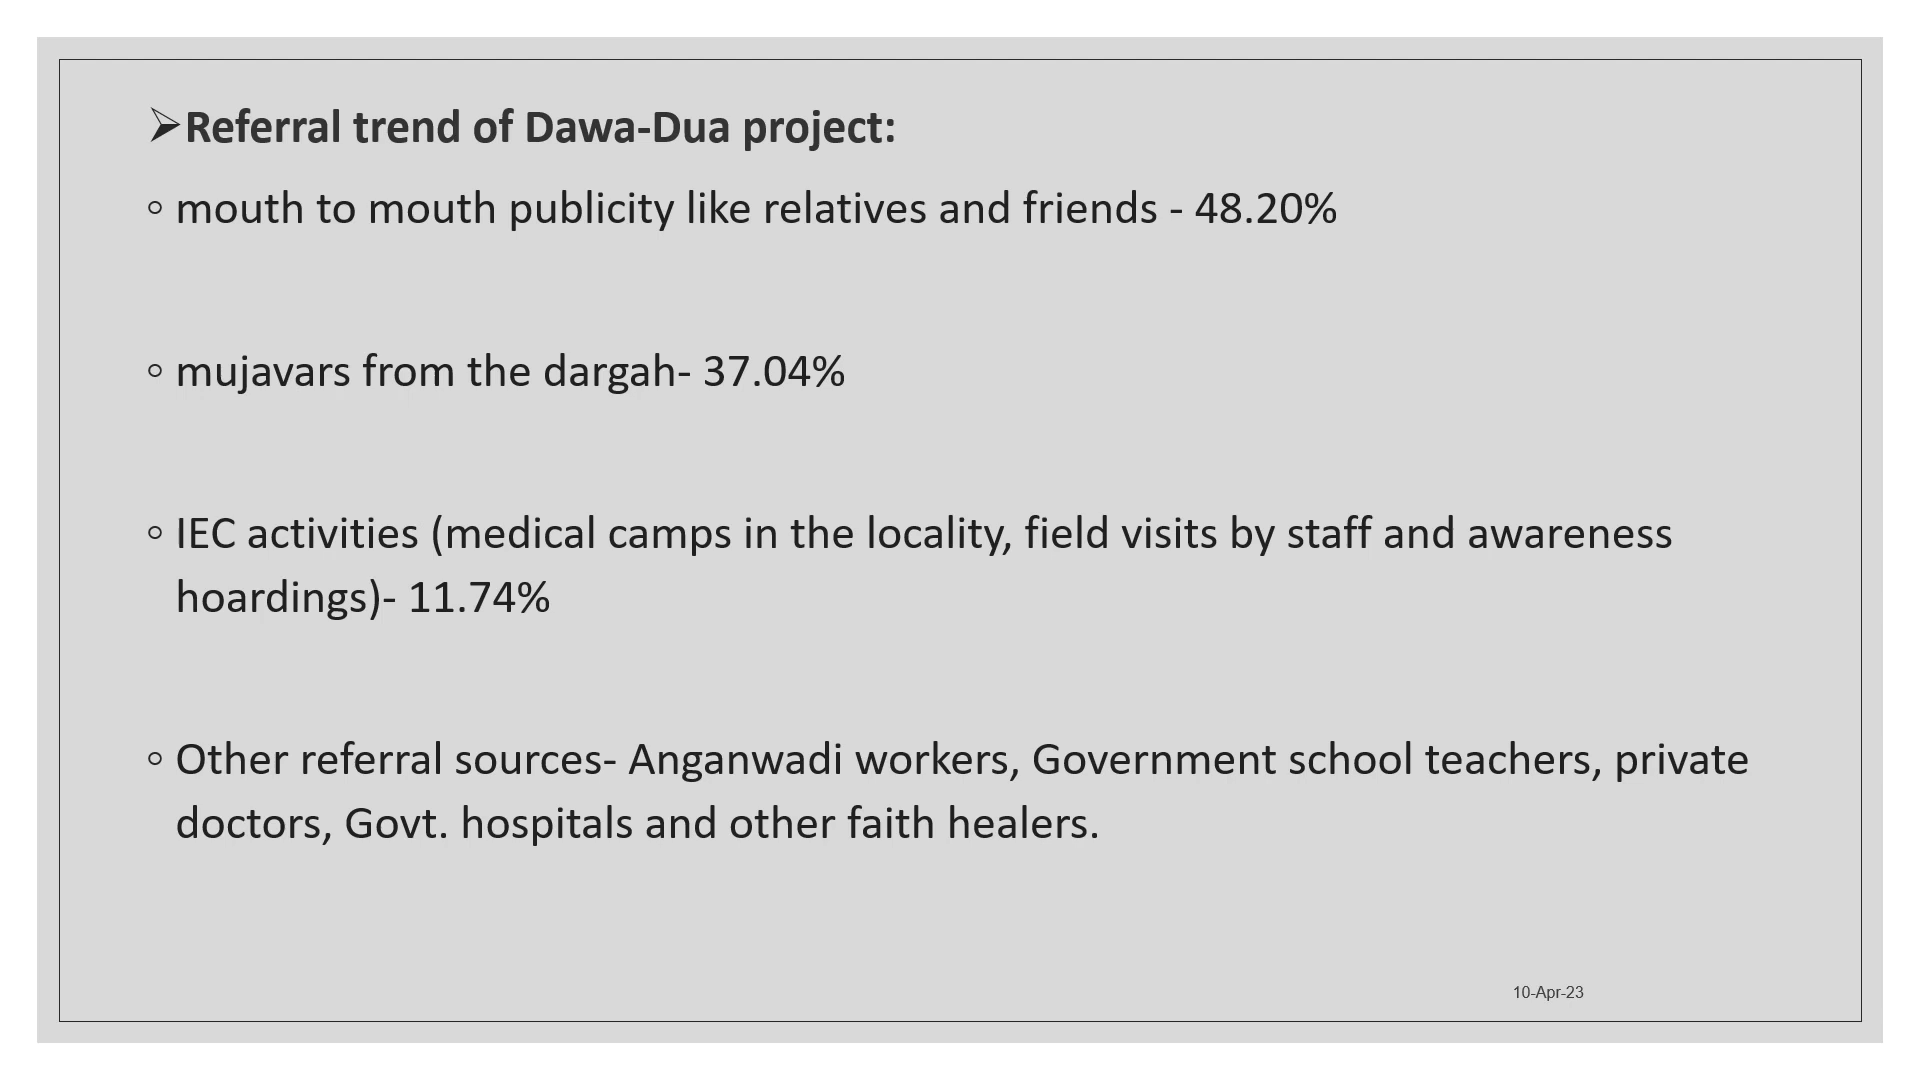 ➢Referral trend of Dawa-Dua project:
◦ mouth to mouth publicity like relatives and friends - 48.20%
◦ mujavars from the dargah- 37.04%
◦ IEC activities (medical camps in the locality, field visits by staff and awareness
hoardings)- 11.74%
◦ Other referral sources- Anganwadi workers, Government school teachers, private
doctors, Govt. hospitals and other faith healers.
10-Apr-23